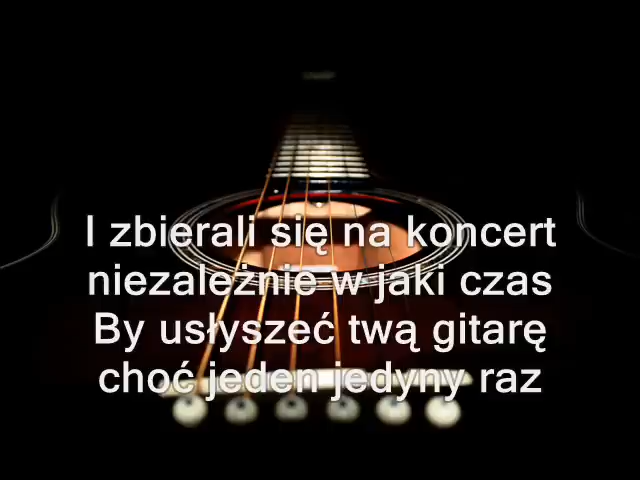 I zbierali się na koncert
niezależnie w jaki czas
By usłyszeć twą gitarę
choć jeden jedyny raz